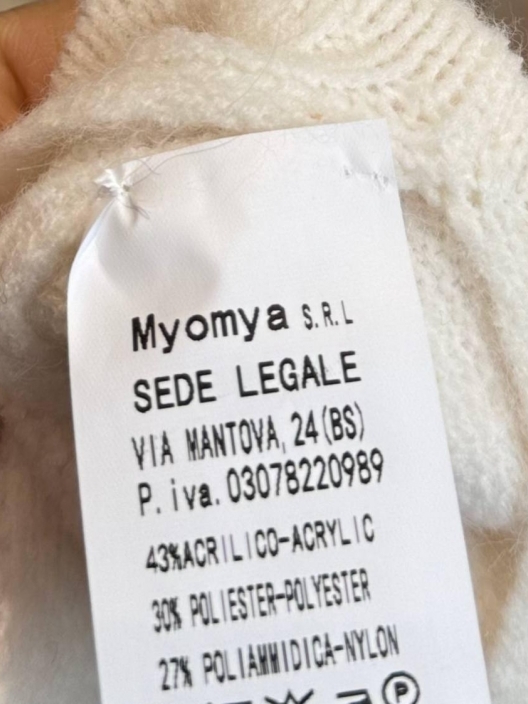 Myomya S.R.L
SEDE LEGALE
VIA MANTOVA, 24 (BS)
P. iva. 03078220989
43%ACRILICO-ACRYLIC
30% POLIESTER-POLYESTER
27% POLIAMMIDICA-NYLON
P